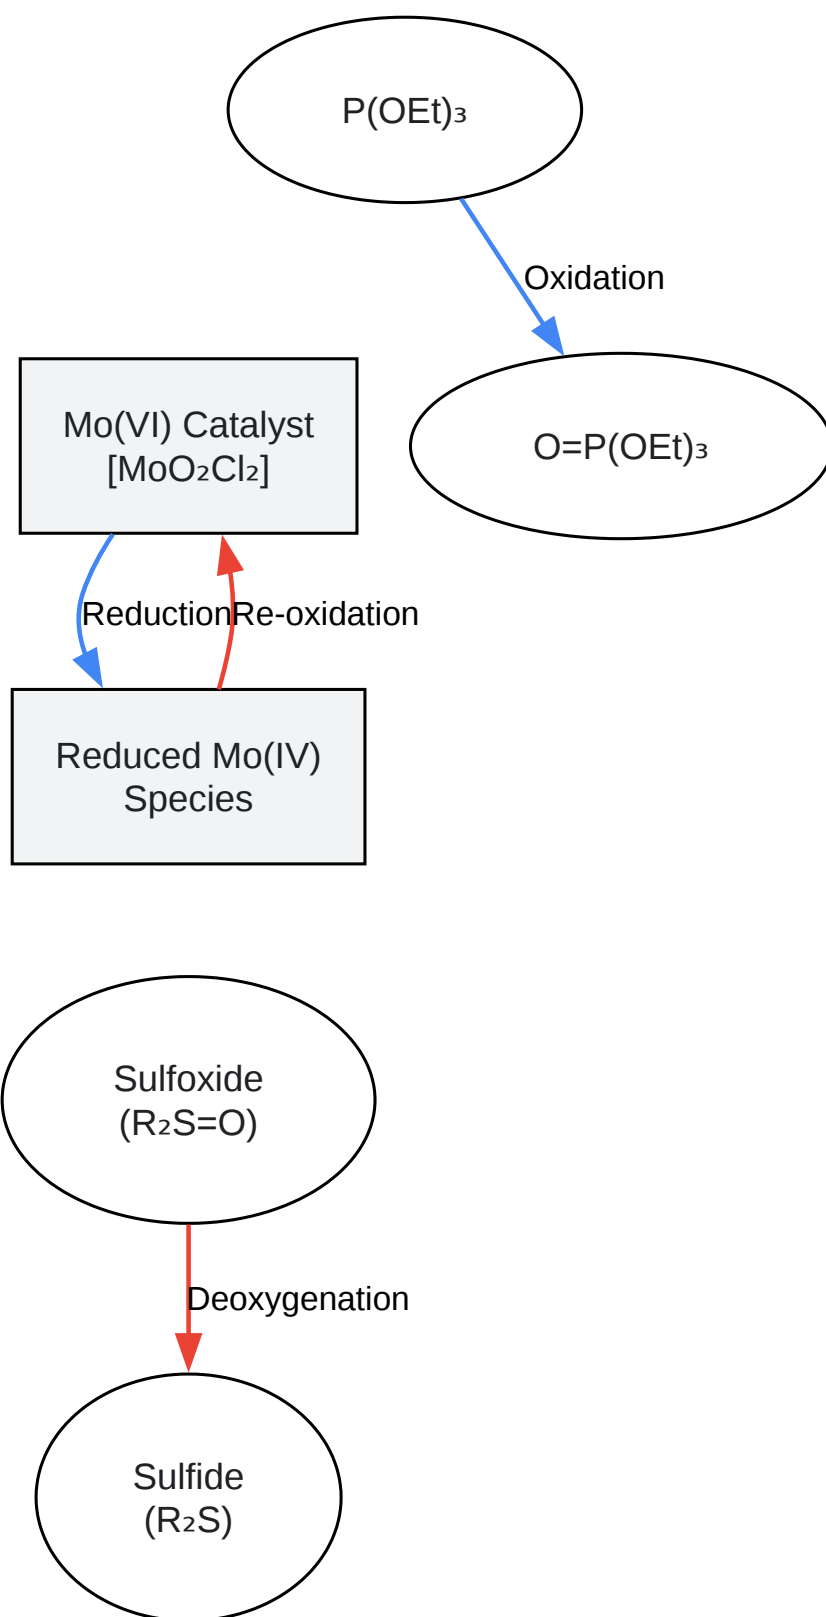 P(OEt)₃
Oxidation
O=P(OEt)₃
Mo(VI) Catalyst
[MoO₂Cl₂]
Reduction
Re-oxidation
Reduced Mo(IV)
Species
Sulfoxide
(R₂S=O)
Deoxygenation
Sulfide
(R₂S)